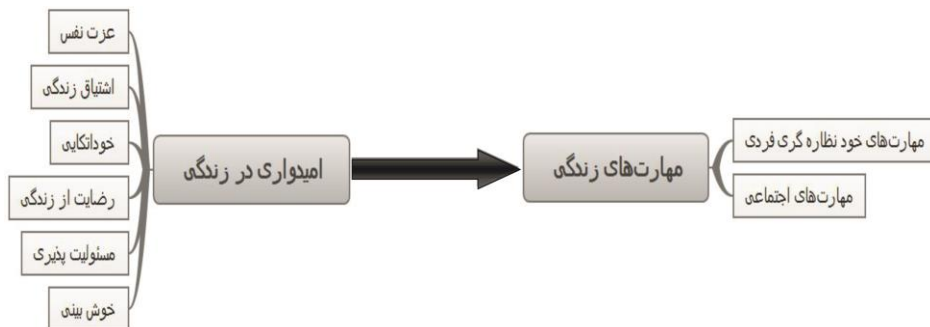 عزت نفس
اشتیاق زندگی
خوداتکایی
رضایت از زندگی
مسئولیت پذیری
خوش بینی
امیدواری در زندگی
مهارت‌های زندگی
مهارت‌های خود نظاره گری فردی
مهارت‌های اجتماعی